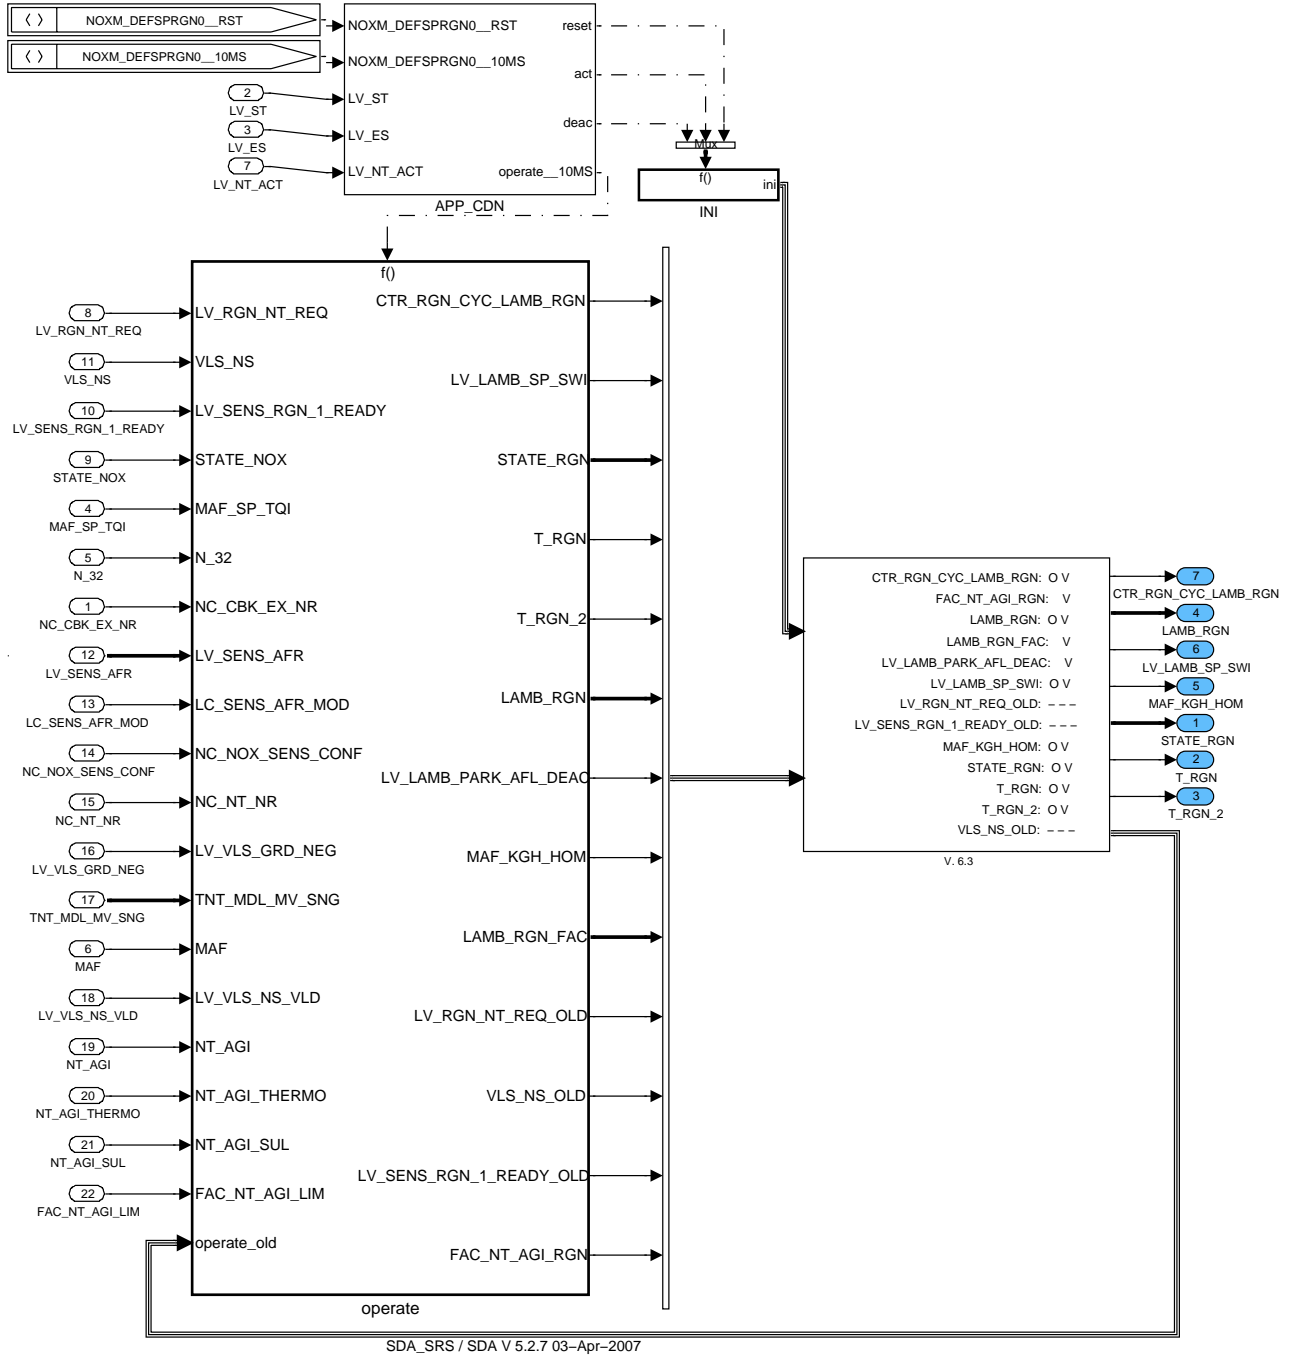 NOXM_DEFSPRGN0__RST
NOXM_DEFSPRGN0__10MS
2
LV_ST
3
LV_ES
7
LV_NT_ACT
NOXM_DEFSPRGN0__RST
NOXM_DEFSPRGN0__10MS
LV_ST
LV_ES
LV_NT_ACT
reset
act
deac
operate__10MS
APP_CDN
Mux
f()
ini
INI
f()
8
LV_RGN_NT_REQ
11
VLS_NS
10
LV_SENS_RGN_1_READY
9
STATE_NOX
4
MAF_SP_TQI
5
N_32
1
NC_CBK_EX_NR
12
LV_SENS_AFR
13
LC_SENS_AFR_MOD
14
NC_NOX_SENS_CONF
15
NC_NT_NR
16
LV_VLS_GRD_NEG
17
TNT_MDL_MV_SNG
6
MAF
18
LV_VLS_NS_VLD
19
NT_AGI
20
NT_AGI_THERMO
21
NT_AGI_SUL
22
FAC_NT_AGI_LIM
LV_RGN_NT_REQ
VLS_NS
LV_SENS_RGN_1_READY
STATE_NOX
MAF_SP_TQI
N_32
NC_CBK_EX_NR
LV_SENS_AFR
LC_SENS_AFR_MOD
NC_NOX_SENS_CONF
NC_NT_NR
LV_VLS_GRD_NEG
TNT_MDL_MV_SNG
MAF
LV_VLS_NS_VLD
NT_AGI
NT_AGI_THERMO
NT_AGI_SUL
FAC_NT_AGI_LIM
operate_old
CTR_RGN_CYC_LAMB_RGN
LV_LAMB_SP_SWI
STATE_RGN
T_RGN
T_RGN_2
LAMB_RGN
LV_LAMB_PARK_AFL_DEAC
MAF_KGH_HOM
LAMB_RGN_FAC
LV_RGN_NT_REQ_OLD
VLS_NS_OLD
LV_SENS_RGN_1_READY_OLD
FAC_NT_AGI_RGN
operate
CTR_RGN_CYC_LAMB_RGN: O V
FAC_NT_AGI_RGN: V
LAMB_RGN: O V
LAMB_RGN_FAC: V
LV_LAMB_PARK_AFL_DEAC: V
LV_LAMB_SP_SWI: O V
LV_RGN_NT_REQ_OLD: – – –
LV_SENS_RGN_1_READY_OLD: – – –
MAF_KGH_HOM: O V
STATE_RGN: O V
T_RGN: O V
T_RGN_2: O V
VLS_NS_OLD: – – –
V. 6.3
7
CTR_RGN_CYC_LAMB_RGN
4
LAMB_RGN
6
LV_LAMB_SP_SWI
5
MAF_KGH_HOM
1
STATE_RGN
2
T_RGN
3
T_RGN_2
SDA_SRS / SDA V 5.2.7 03–Apr–2007